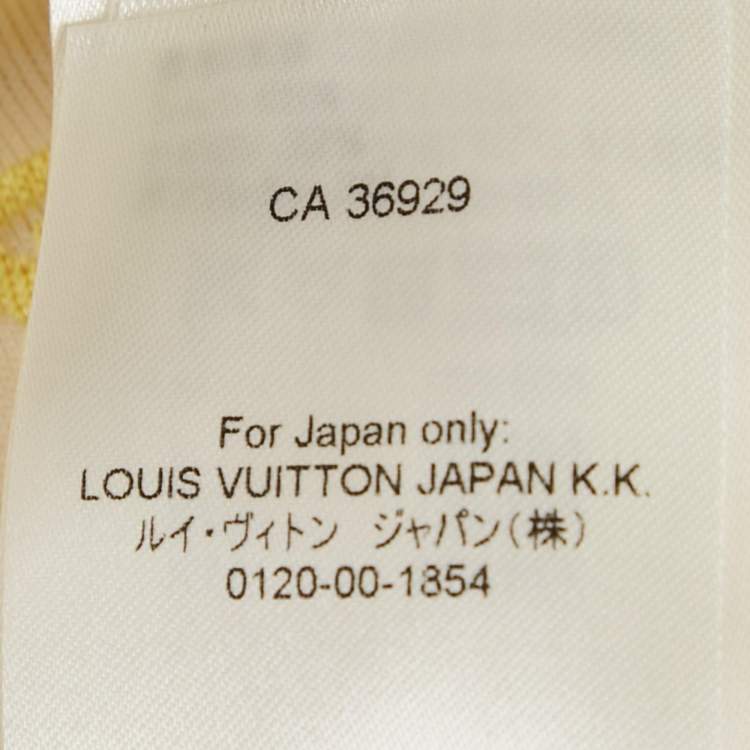 CA 36929
For Japan only:
LOUIS VUITTON JAPAN K.K.
ルイ・ヴィトン ジャパン(株)
0120-00-1854